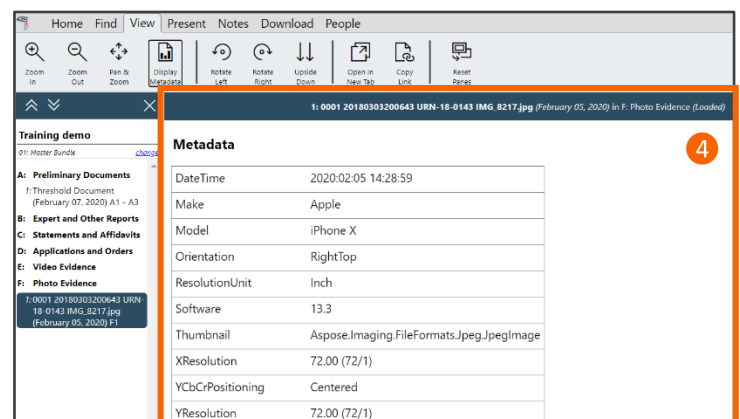 Home Find View Present Notes Download People
Zoom In
Zoom Out
Pan & Zoom
Display Metadata
Rotate Left
Rotate Right
Upside Down
Open In New Tab
Copy Link
Reset Panes
1: 0001 20180303200643 URN-18-0143 IMG_8217.jpg (February 05, 2020) in F: Photo Evidence (Loaded)
Training demo
01: Master Bundle change
A: Preliminary Documents
1: Threshold Document
(February 07, 2020) A1 - A3
B: Expert and Other Reports
C: Statements and Affidavits
D: Applications and Orders
E: Video Evidence
F: Photo Evidence
1: 0001 20180303200643 URN-
18-0143 IMG_8217.jpg
(February 05, 2020) F1
4
Metadata
DateTime 2020:02:05 14:28:59
Make Apple
Model iPhone X
Orientation RightTop
ResolutionUnit Inch
Software 13.3
Thumbnail Aspose.Imaging.FileFormats.Jpeg.JpegImage
XResolution 72.00 (72/1)
YCbCrPositioning Centered
YResolution 72.00 (72/1)